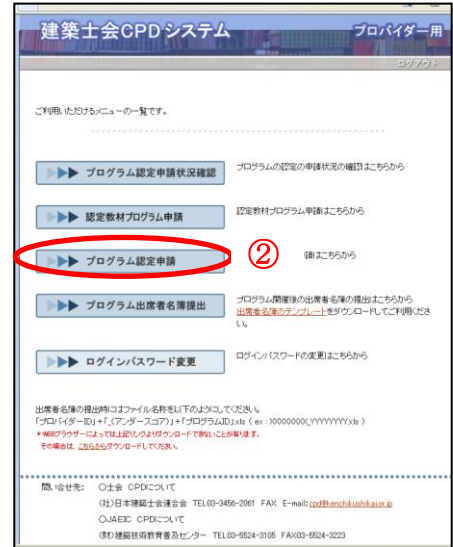 建築士会CPDシステム
プロバイダー用
ログアウト
ご利用いただけるメニューの一覧です。
プログラム認定申請状況確認
プログラムの認定の申請状況の確認はこちらから
認定教材プログラム申請
認定教材プログラム申請はこちらから
プログラム認定申請
②
請はこちらから
プログラム出席者名簿提出
プログラム開催後の出席者名簿の提出はこちらから
出席者名簿のテンプレートをダウンロードしてご利用くださ
い。
ログインパスワード変更
ログインパスワードの変更はこちらから
出席者名簿の提出時にはファイル名称を以下のようにしてください。
「プロバイダーID」+「_(アンダースコア)」+「プログラムID」.xls ( ex : XXXXXXXX_YYYYYYYY.xls )
*WEBブラウザーによっては上記リンクよりダウンロードできないことが有ります。
その場合は、こちらからダウンロードしてください。
問い合せ先: ○士会 CPDについて
(社)日本建築士会連合会 TEL03-3456-2061 FAX E-mail:cpd@kenchikushikai.or.jp
○JAEIC CPDについて
(財)建築技術教育普及センター TEL03-5524-3105 FAX03-5524-3223